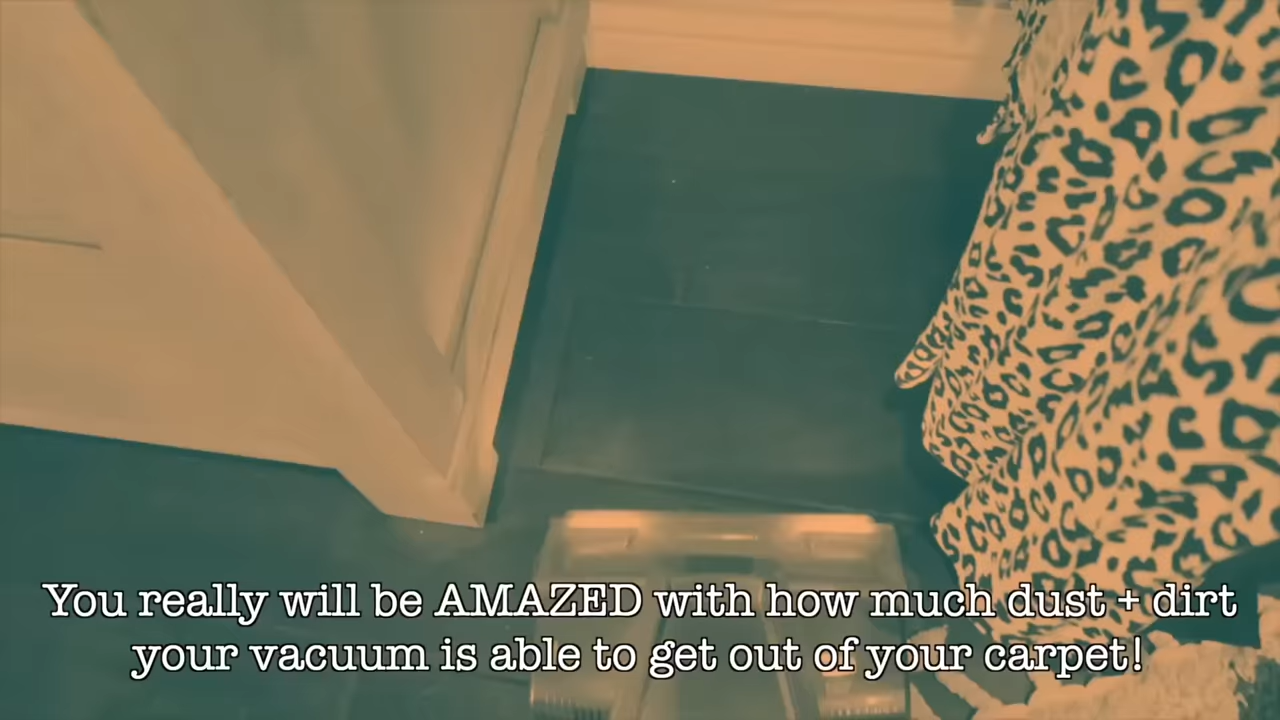 You really will be AMAZED with how much dust + dirt
your vacuum is able to get out of your carpet!